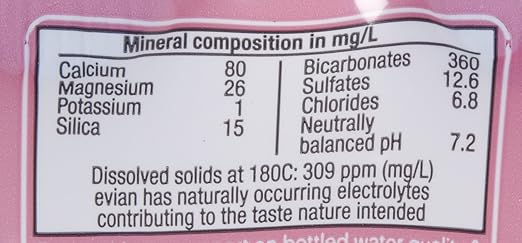 Mineral composition in mg/L
Calcium 80
Magnesium 26
Potassium 1
Silica 15
Bicarbonates 360
Sulfates 12.6
Chlorides 6.8
Neutrally
balanced pH 7.2
Dissolved solids at 180C: 309 ppm (mg/L)
evian has naturally occurring electrolytes
contributing to the taste nature intended
bottled water